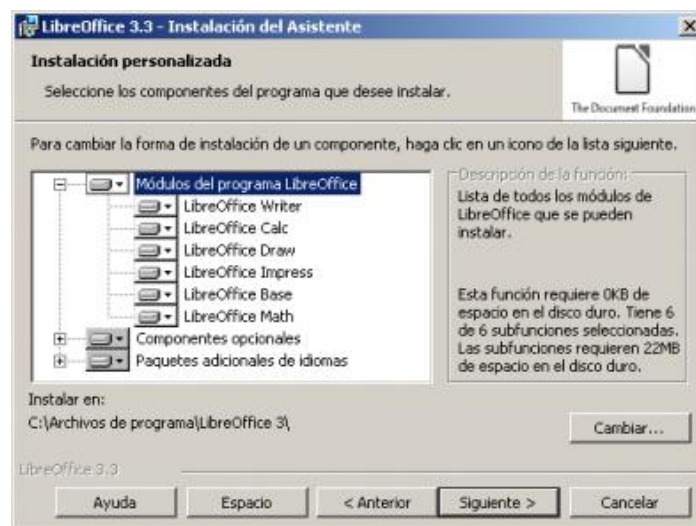 LibreOffice 3.3 - Instalación del Asistente
Instalación personalizada
Seleccione los componentes del programa que desee instalar.
The Document Foundation
Para cambiar la forma de instalación de un componente, haga clic en un icono de la lista siguiente.
Módulos del programa LibreOffice
LibreOffice Writer
LibreOffice Calc
LibreOffice Draw
LibreOffice Impress
LibreOffice Base
LibreOffice Math
Componentes opcionales
Paquetes adicionales de idiomas
Descripción de la función:
Lista de todos los módulos de
LibreOffice que se pueden
instalar.
Esta función requiere 0KB de
espacio en el disco duro. Tiene 6
de 6 subfunciones seleccionadas.
Las subfunciones requieren 22MB
de espacio en el disco duro.
Instalar en:
C:\Archivos de programa\LibreOffice 3\
Cambiar...
LibreOffice 3.3
Ayuda
Espacio
< Anterior
Siguiente >
Cancelar